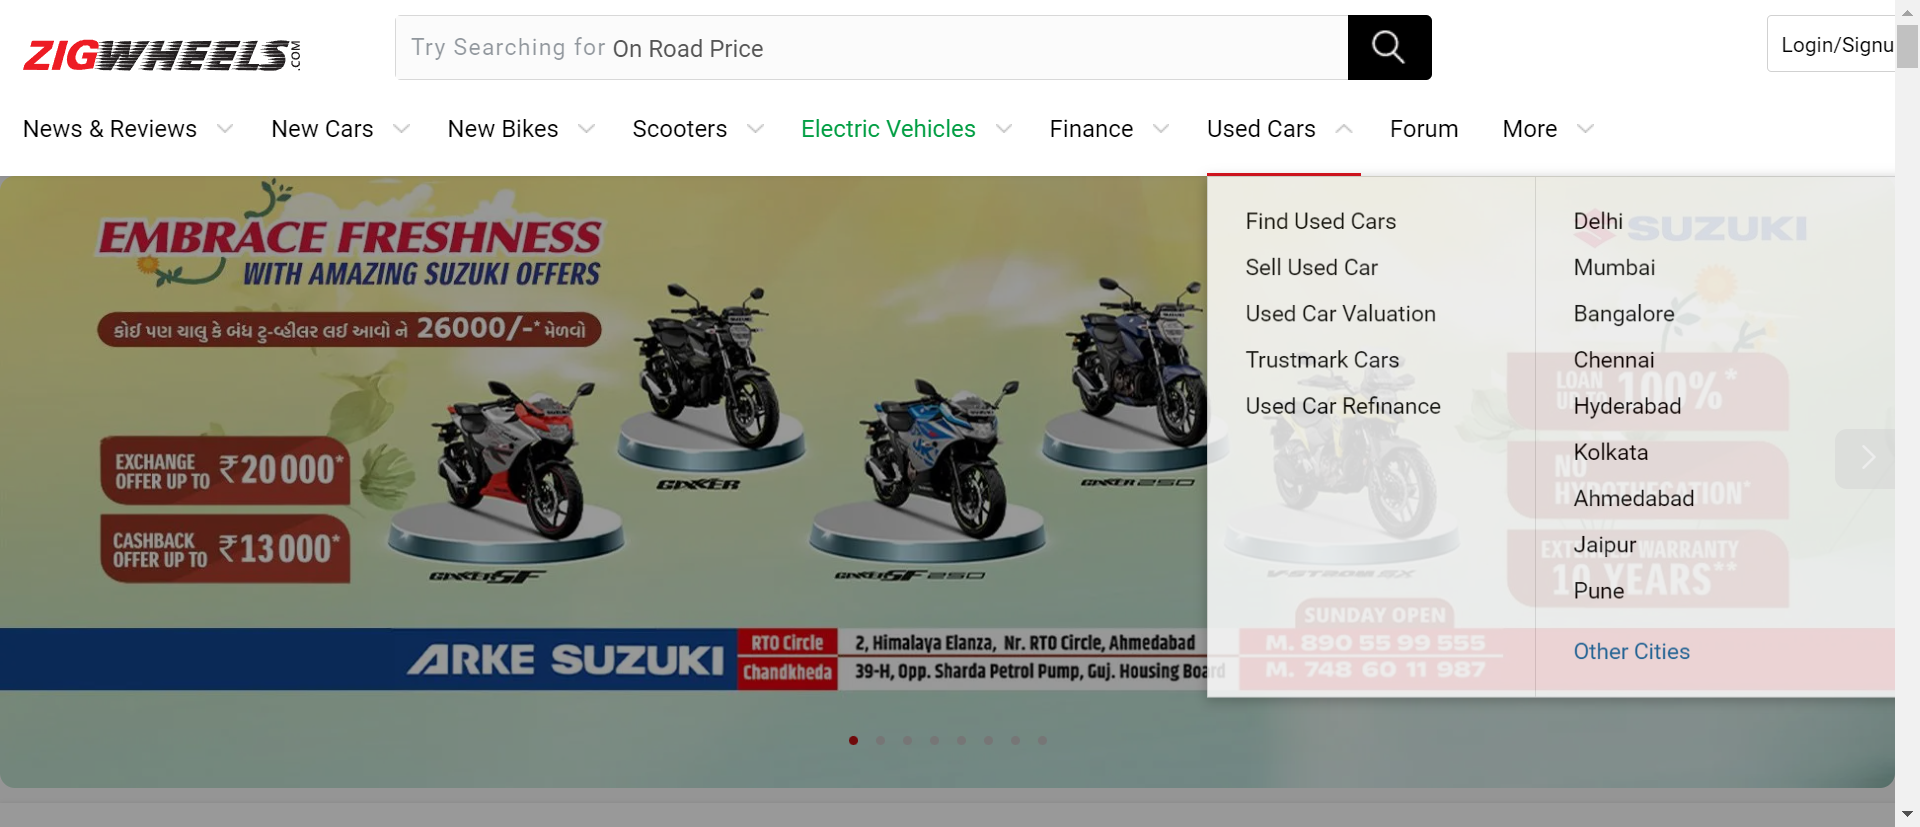 ZIGWHEELS.COM
Try Searching for On Road Price
Login/Signu
News & Reviews
New Cars
New Bikes
Scooters
Electric Vehicles
Finance
Used Cars
Forum
More
EMBRACE FRESHNESS
WITH AMAZING SUZUKI OFFERS
કોઈ પણ ચાલુ કે બંધ ટુ-વ્હીલર લઈ આવો ને 26000/-* મેળવો
EXCHANGE
OFFER UP TO ₹20000*
CASHBACK
OFFER UP TO ₹13000*
GIXXER
GIXXER 250
GIXXER SF
GIXXER SF 250
V-STROM SX
SUZUKI
Find Used Cars
Sell Used Car
Used Car Valuation
Trustmark Cars
Used Car Refinance
Delhi
Mumbai
Bangalore
Chennai
Hyderabad
Kolkata
Ahmedabad
Jaipur
Pune
Other Cities
LOAN
100%*
NO
HYPOTHECATION*
WARRANTY
10 YEARS**
SUNDAY OPEN
ARKE SUZUKI
RTO Circle
2, Himalaya Elanza, Nr. RTO Circle, Ahmedabad
M. 890 55 99 555
Chandkheda
39-H, Opp. Sharda Petrol Pump, Guj. Housing Board
M. 748 60 11 987